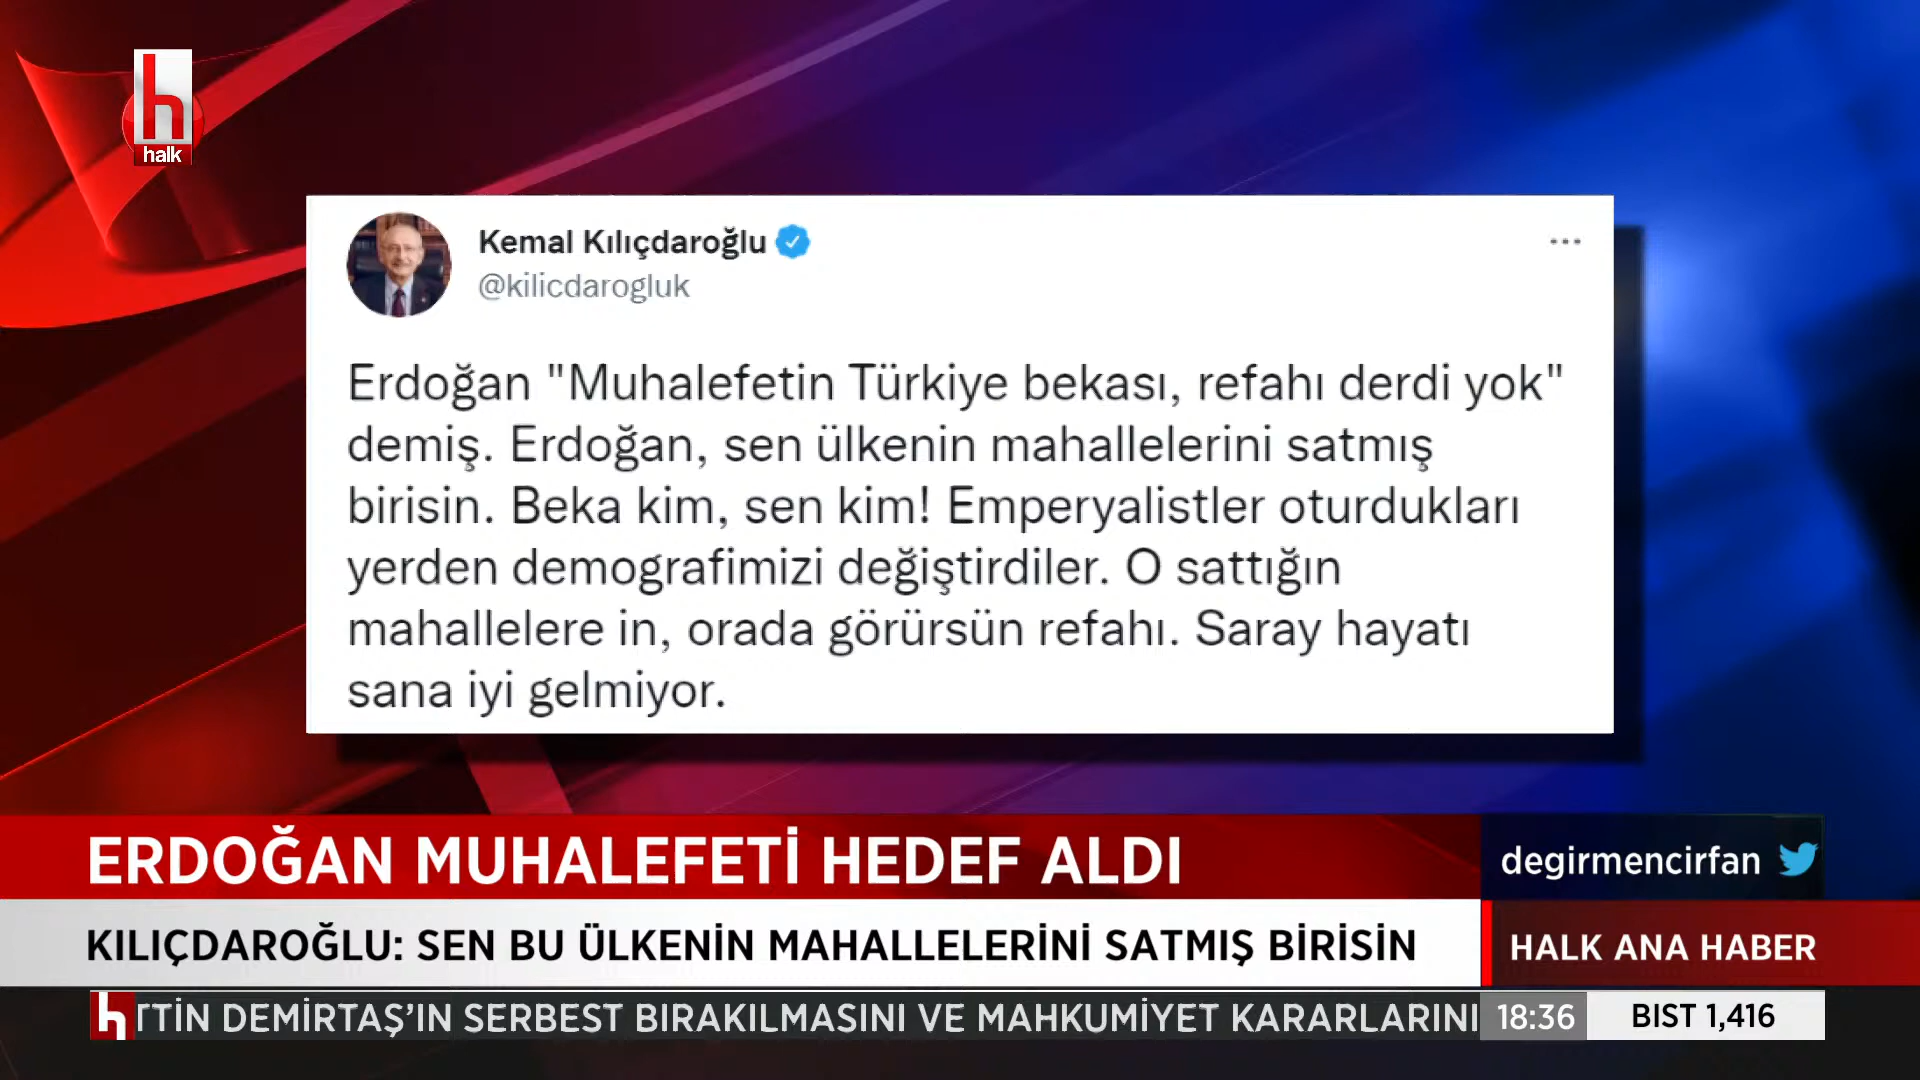 h
halk
Kemal Kılıçdaroğlu
@kilicdarogluk
Erdoğan "Muhalefetin Türkiye bekası, refahı derdi yok"
demiş. Erdoğan, sen ülkenin mahallelerini satmış
birisin. Beka kim, sen kim! Emperyalistler oturdukları
yerden demografimizi değiştirdiler. O sattığın
mahallelere in, orada görürsün refahı. Saray hayatı
sana iyi gelmiyor.
ERDOĞAN MUHALEFETİ HEDEF ALDI
degirmencirfan
KILIÇDAROĞLU: SEN BU ÜLKENİN MAHALLELERİNİ SATMIŞ BİRİSİN
HALK ANA HABER
h TTİN DEMİRTAŞ’IN SERBEST BIRAKILMASINI VE MAHKUMİYET KARARLARINI 18:36 BIST 1,416